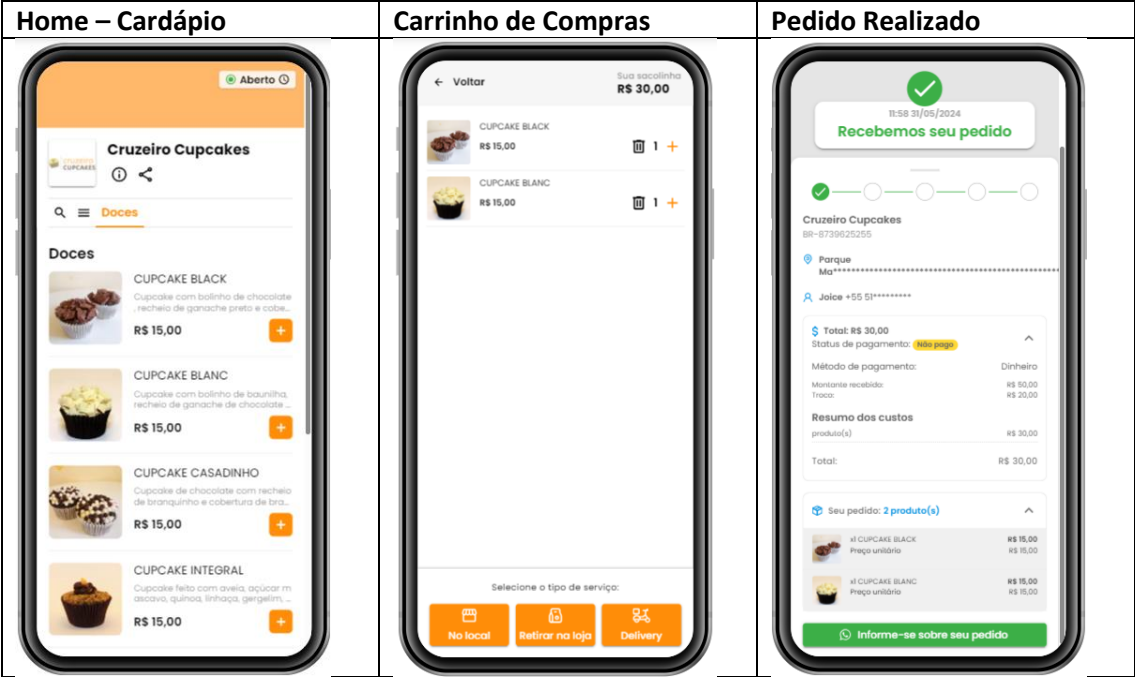 Home – Cardápio
Aberto
Cruzeiro Cupcakes
CUPCAKES
Doces
Doces
CUPCAKE BLACK
Cupcake com bolinho de chocolate
, recheio de ganache preto e cobe...
R$ 15,00
+
CUPCAKE BLANC
Cupcake com bolinho de baunilha,
recheio de ganache de chocolate ...
R$ 15,00
+
CUPCAKE CASADINHO
Cupcake de chocolate com recheio
de branquinho e cobertura de bra...
R$ 15,00
+
CUPCAKE INTEGRAL
Cupcake feito com aveia, açúcar m
ascavo, quinoa, linhaça, gergelim, ...
R$ 15,00
+
Carrinho de Compras
← Voltar
Sua sacolinha
R$ 30,00
CUPCAKE BLACK
R$ 15,00
1 +
CUPCAKE BLANC
R$ 15,00
1 +
Selecione o tipo de serviço:
No local
Retirar na loja
Delivery
Pedido Realizado
11:58 31/05/2024
Recebemos seu pedido
Cruzeiro Cupcakes
BR-8739625255
Parque
Ma**************************************************
Joice +55 51*********
$ Total: R$ 30,00
Status de pagamento: Não pago
Método de pagamento: Dinheiro
Montante recebido: R$ 50,00
Troco: R$ 20,00
Resumo dos custos
produto(s) R$ 30,00
Total: R$ 30,00
Seu pedido: 2 produto(s)
x1 CUPCAKE BLACK R$ 15,00
Preço unitário R$ 15,00
x1 CUPCAKE BLANC R$ 15,00
Preço unitário R$ 15,00
Informe-se sobre seu pedido